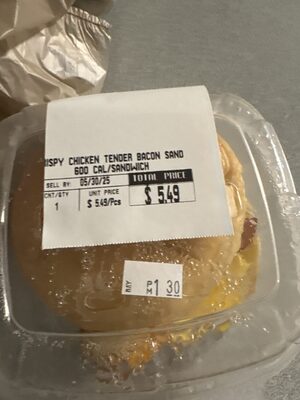 ISPY CHICKEN TENDER BACON SAND
600 CAL/SANDWICH
SELL BY: 05/30/25 TOTAL PRICE
CNT/QTY UNIT PRICE $ 5.49
1 $ 5.49/Pcs
MY PM 1 30